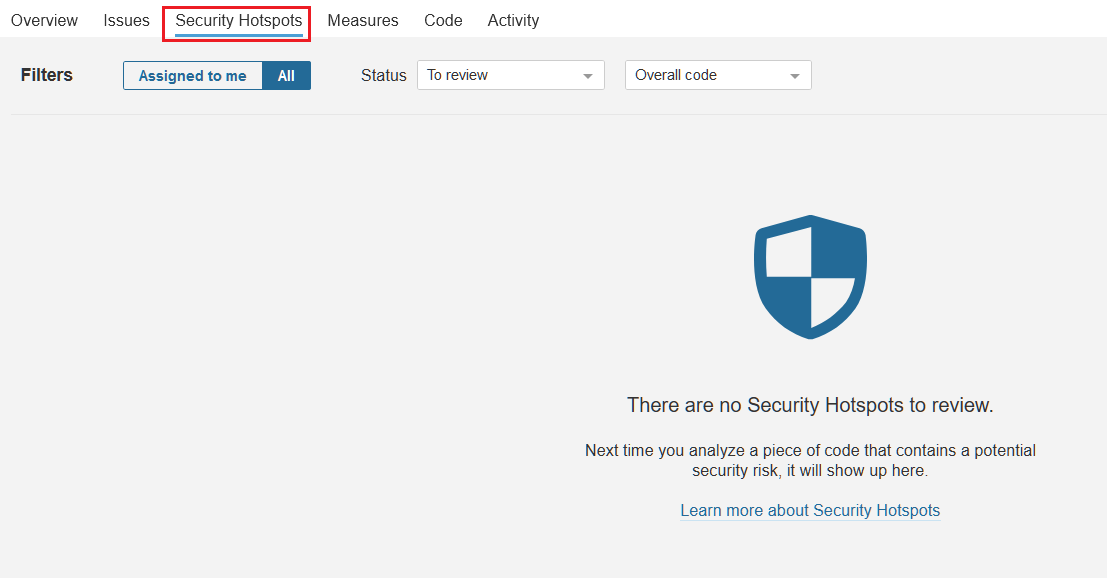 Overview Issues Security Hotspots Measures Code Activity
Filters Assigned to me All Status To review Overall code
There are no Security Hotspots to review.
Next time you analyze a piece of code that contains a potential
security risk, it will show up here.
Learn more about Security Hotspots